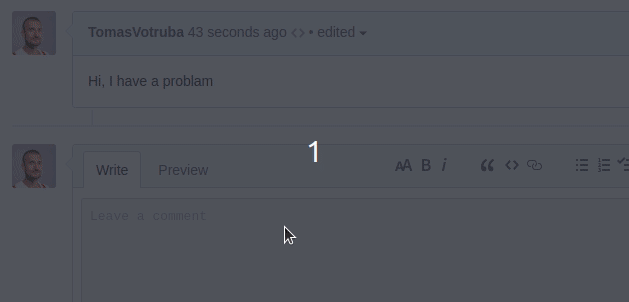 TomasVotruba 43 seconds ago <> • edited
Hi, I have a problam
1
Write Preview AA B i “ <>
Leave a comment